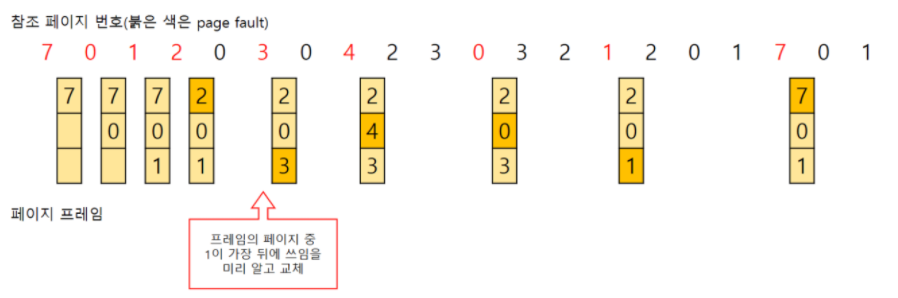 참조 페이지 번호(붉은 색은 page fault)
7 0 1 2 0 3 0 4 2 3 0 3 2 1 2 0 1 7 0 1
7 7 7 2 2 2 2 2 7
0 0 0 0 4 0 0 0
1 1 3 3 3 1 1
페이지 프레임
프레임의 페이지 중
1이 가장 뒤에 쓰임을
미리 알고 교체